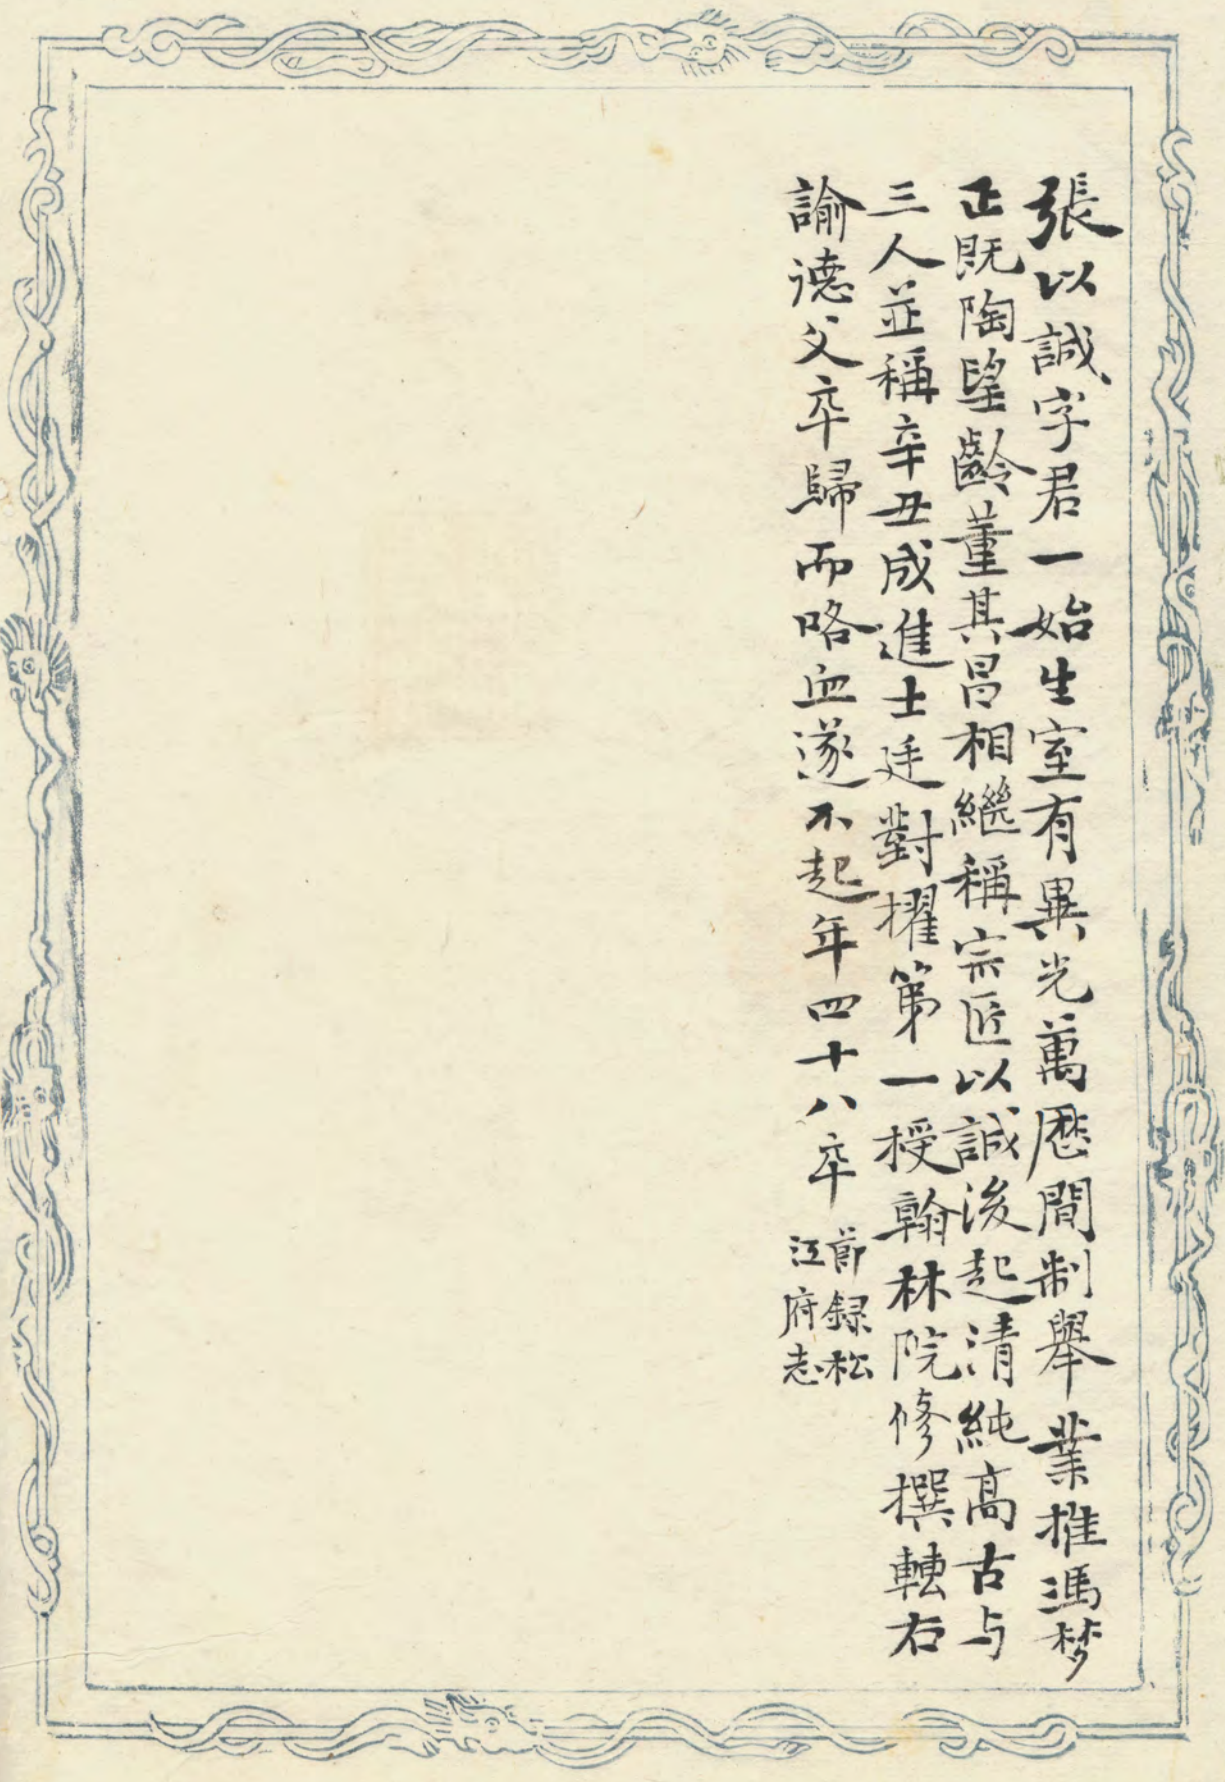 張以誠字君一始生室有異光萬厯間制舉業推馮梦
正既陶望齡董其昌相繼稱宗匠以誠後起清純高古与
三人並稱辛丑成進士廷對擢第一授翰林院修撰轉右
諭德父卒歸而咯血遂不起年四十八卒
節録松
江府志